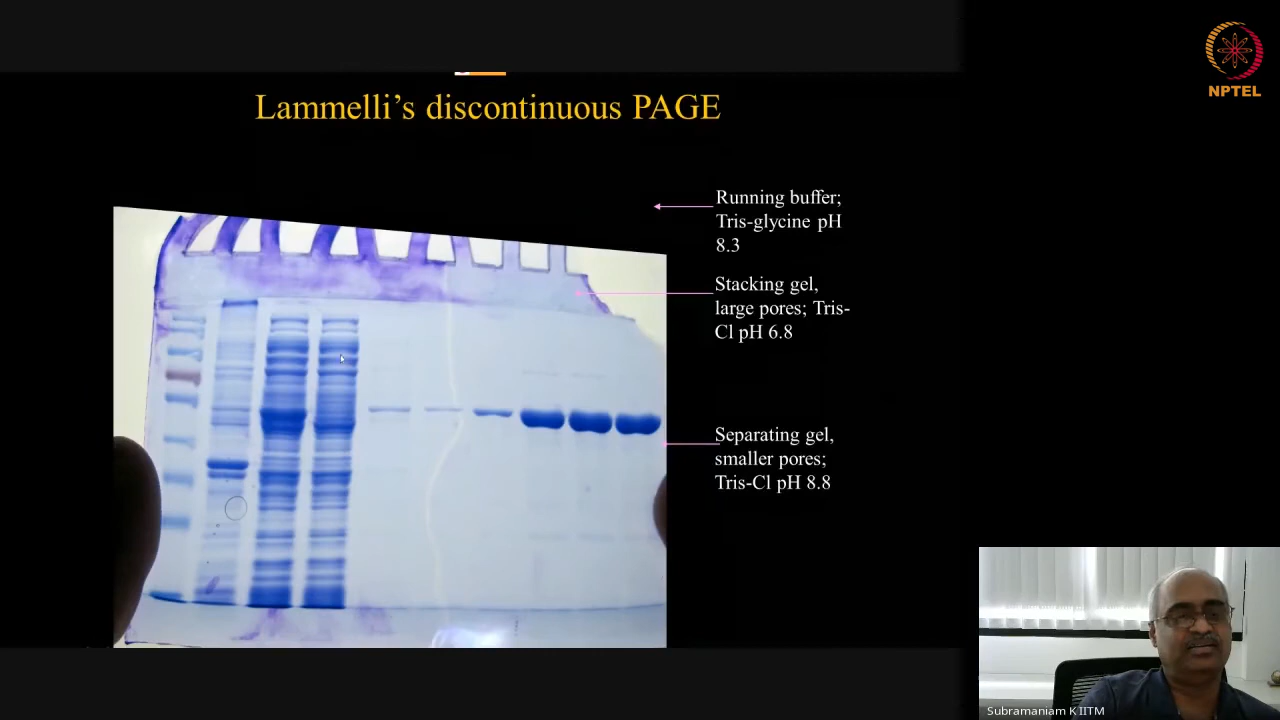 NPTEL
Lammelli’s discontinuous PAGE
Running buffer;
Tris-glycine pH
8.3
Stacking gel,
large pores; Tris-
Cl pH 6.8
Separating gel,
smaller pores;
Tris-Cl pH 8.8
Subramaniam K IITM